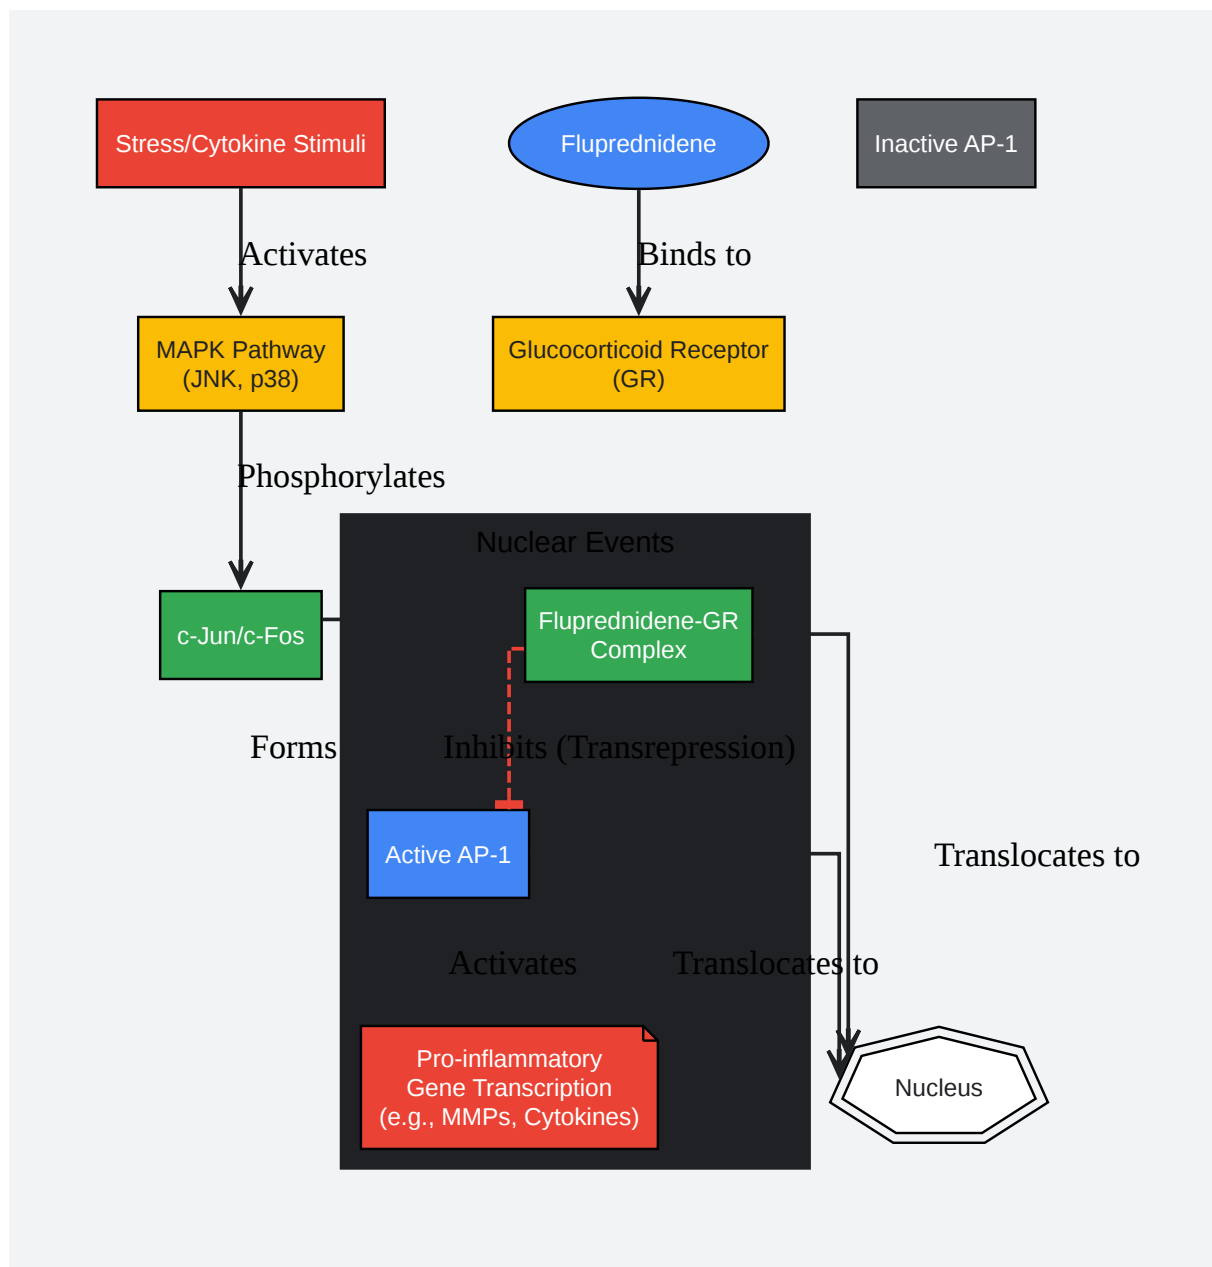 Stress/Cytokine Stimuli
Fluprednidene
Inactive AP-1
Activates
Binds to
MAPK Pathway
(JNK, p38)
Glucocorticoid Receptor
(GR)
Phosphorylates
Nuclear Events
c-Jun/c-Fos
Fluprednidene-GR
Complex
Forms
Inhibits (Transrepression)
Active AP-1
Translocates to
Activates
Translocates to
Pro-inflammatory
Gene Transcription
(e.g., MMPs, Cytokines)
Nucleus